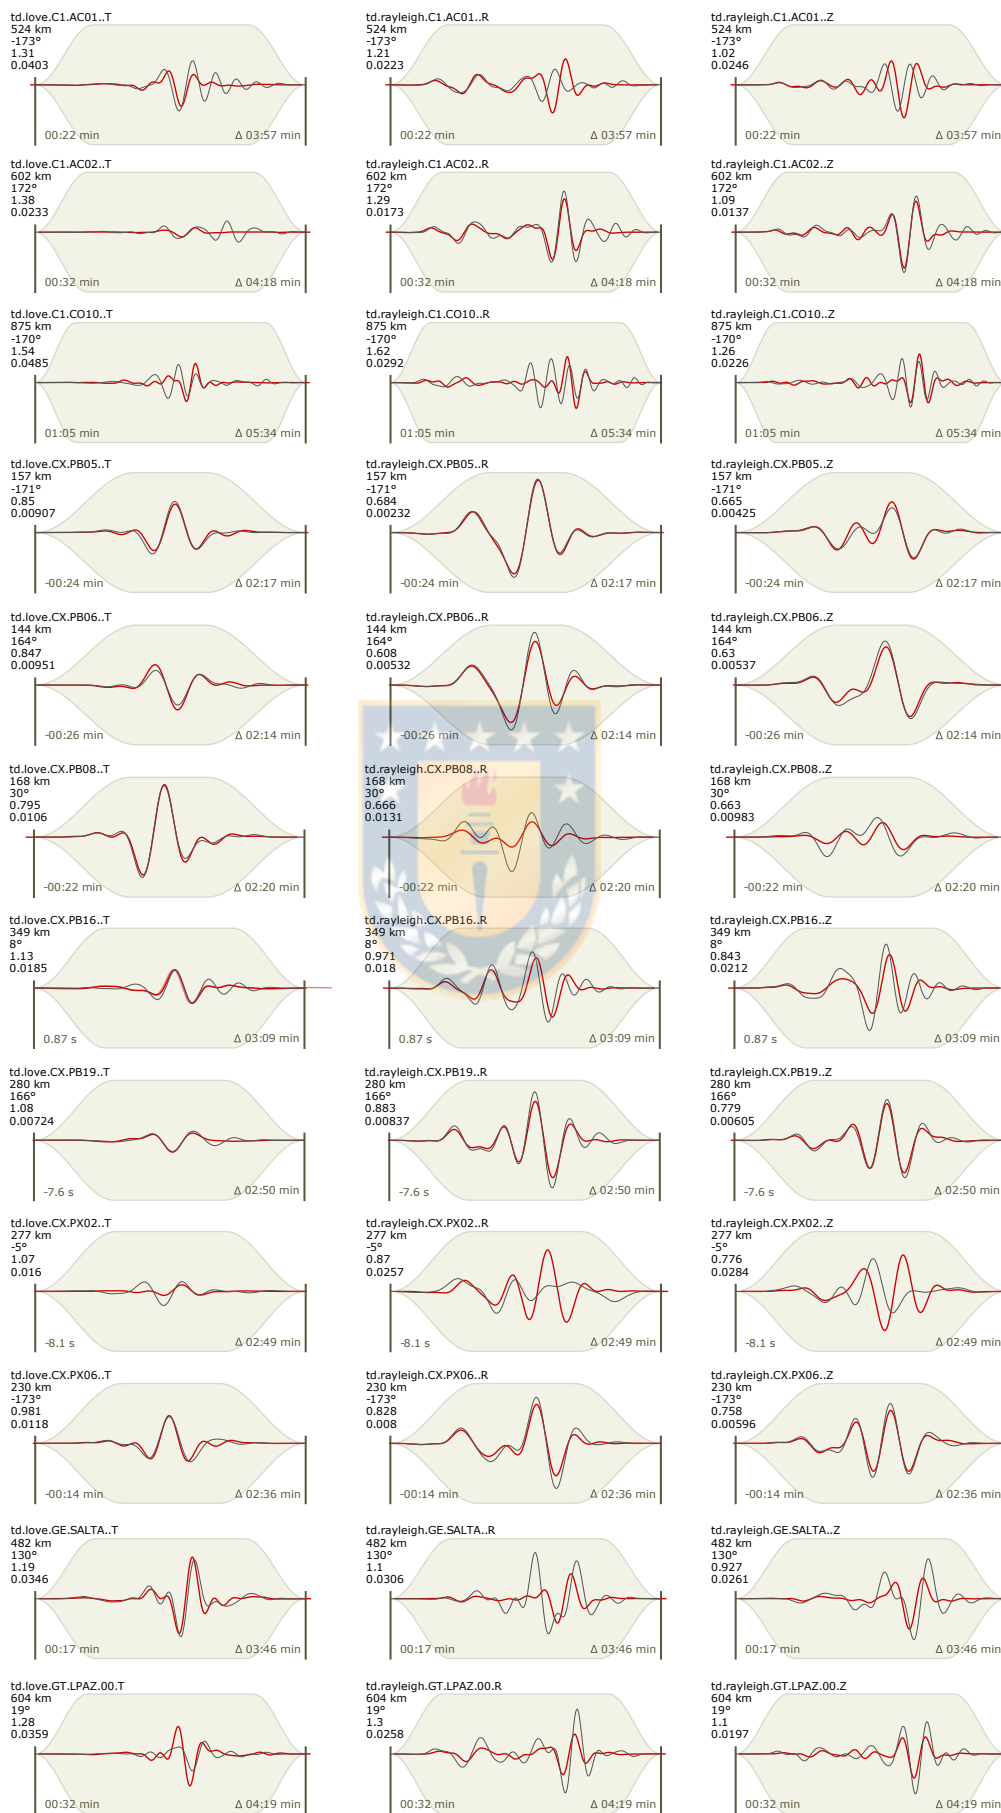 td.love.C1.AC01..T
524 km
-173°
1.31
0.0403
00:22 min
Δ 03:57 min
td.rayleigh.C1.AC01..R
524 km
-173°
1.21
0.0223
00:22 min
Δ 03:57 min
td.rayleigh.C1.AC01..Z
524 km
-173°
1.02
0.0246
00:22 min
Δ 03:57 min
td.love.C1.AC02..T
602 km
172°
1.38
0.0233
00:32 min
Δ 04:18 min
td.rayleigh.C1.AC02..R
602 km
172°
1.29
0.0173
00:32 min
Δ 04:18 min
td.rayleigh.C1.AC02..Z
602 km
172°
1.09
0.0137
00:32 min
Δ 04:18 min
td.love.C1.CO10..T
875 km
-170°
1.54
0.0485
01:05 min
Δ 05:34 min
td.rayleigh.C1.CO10..R
875 km
-170°
1.62
0.0292
01:05 min
Δ 05:34 min
td.rayleigh.C1.CO10..Z
875 km
-170°
1.26
0.0226
01:05 min
Δ 05:34 min
td.love.CX.PB05..T
157 km
-171°
0.85
0.00907
-00:24 min
Δ 02:17 min
td.rayleigh.CX.PB05..R
157 km
-171°
0.684
0.00232
-00:24 min
Δ 02:17 min
td.rayleigh.CX.PB05..Z
157 km
-171°
0.665
0.00425
-00:24 min
Δ 02:17 min
td.love.CX.PB06..T
144 km
164°
0.847
0.00951
-00:26 min
Δ 02:14 min
td.rayleigh.CX.PB06..R
144 km
164°
0.608
0.00532
-00:26 min
Δ 02:14 min
td.rayleigh.CX.PB06..Z
144 km
164°
0.63
0.00537
-00:26 min
Δ 02:14 min
td.love.CX.PB08..T
168 km
30°
0.795
0.0106
-00:22 min
Δ 02:20 min
td.rayleigh.CX.PB08..R
168 km
30°
0.666
0.0131
-00:22 min
Δ 02:20 min
td.rayleigh.CX.PB08..Z
168 km
30°
0.663
0.00983
-00:22 min
Δ 02:20 min
td.love.CX.PB16..T
349 km
8°
1.13
0.0185
0.87 s
Δ 03:09 min
td.rayleigh.CX.PB16..R
349 km
8°
0.971
0.018
0.87 s
Δ 03:09 min
td.rayleigh.CX.PB16..Z
349 km
8°
0.843
0.0212
0.87 s
Δ 03:09 min
td.love.CX.PB19..T
280 km
166°
1.08
0.00724
-7.6 s
Δ 02:50 min
td.rayleigh.CX.PB19..R
280 km
166°
0.883
0.00837
-7.6 s
Δ 02:50 min
td.rayleigh.CX.PB19..Z
280 km
166°
0.779
0.00605
-7.6 s
Δ 02:50 min
td.love.CX.PX02..T
277 km
-5°
1.07
0.016
-8.1 s
Δ 02:49 min
td.rayleigh.CX.PX02..R
277 km
-5°
0.87
0.0257
-8.1 s
Δ 02:49 min
td.rayleigh.CX.PX02..Z
277 km
-5°
0.776
0.0284
-8.1 s
Δ 02:49 min
td.love.CX.PX06..T
230 km
-173°
0.981
0.0118
-00:14 min
Δ 02:36 min
td.rayleigh.CX.PX06..R
230 km
-173°
0.828
0.008
-00:14 min
Δ 02:36 min
td.rayleigh.CX.PX06..Z
230 km
-173°
0.758
0.00596
-00:14 min
Δ 02:36 min
td.love.GE.SALTA..T
482 km
130°
1.19
0.0346
00:17 min
Δ 03:46 min
td.rayleigh.GE.SALTA..R
482 km
130°
1.1
0.0306
00:17 min
Δ 03:46 min
td.rayleigh.GE.SALTA..Z
482 km
130°
0.927
0.0261
00:17 min
Δ 03:46 min
td.love.GT.LPAZ.00.T
604 km
19°
1.28
0.0359
00:32 min
Δ 04:19 min
td.rayleigh.GT.LPAZ.00.R
604 km
19°
1.3
0.0258
00:32 min
Δ 04:19 min
td.rayleigh.GT.LPAZ.00.Z
604 km
19°
1.1
0.0197
00:32 min
Δ 04:19 min